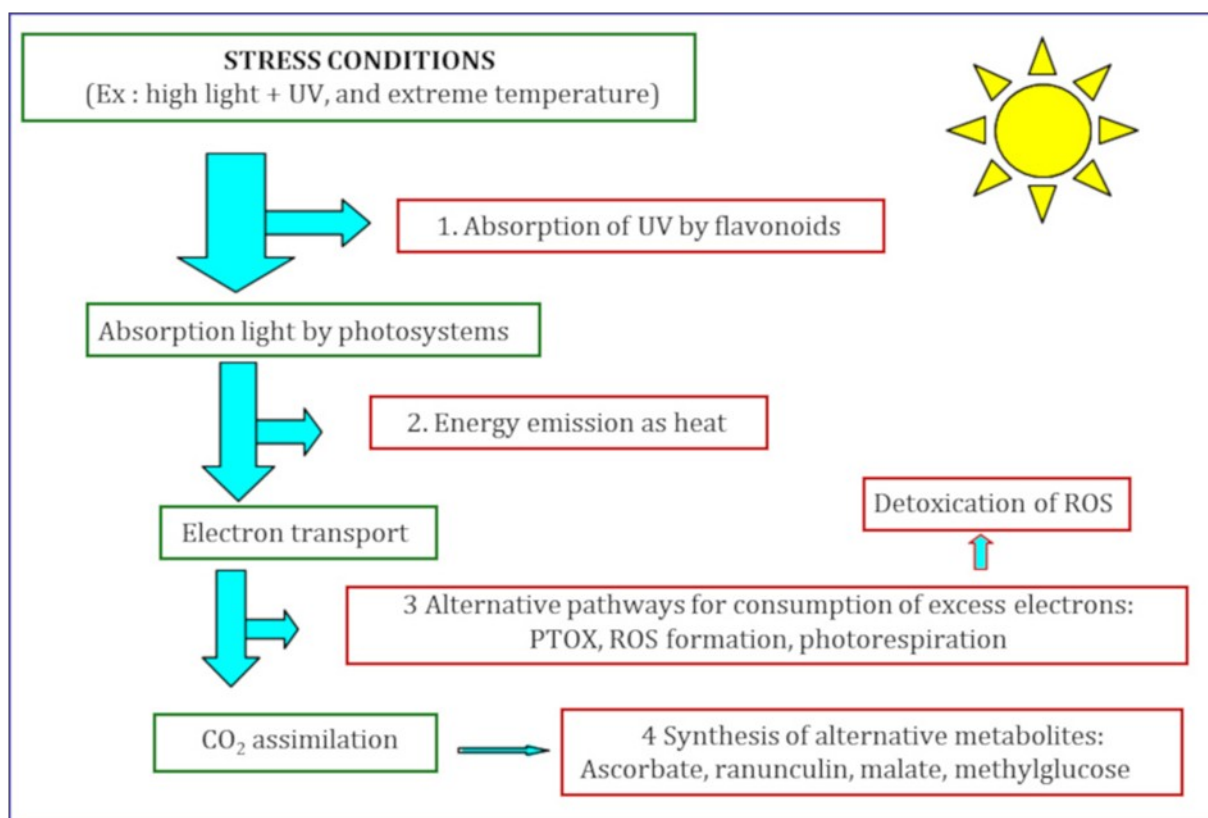 STRESS CONDITIONS
(Ex : high light + UV, and extreme temperature)
1. Absorption of UV by flavonoids
Absorption light by photosystems
2. Energy emission as heat
Detoxication of ROS
Electron transport
3 Alternative pathways for consumption of excess electrons:
PTOX, ROS formation, photorespiration
CO₂ assimilation
4 Synthesis of alternative metabolites:
Ascorbate, ranunculin, malate, methylglucose